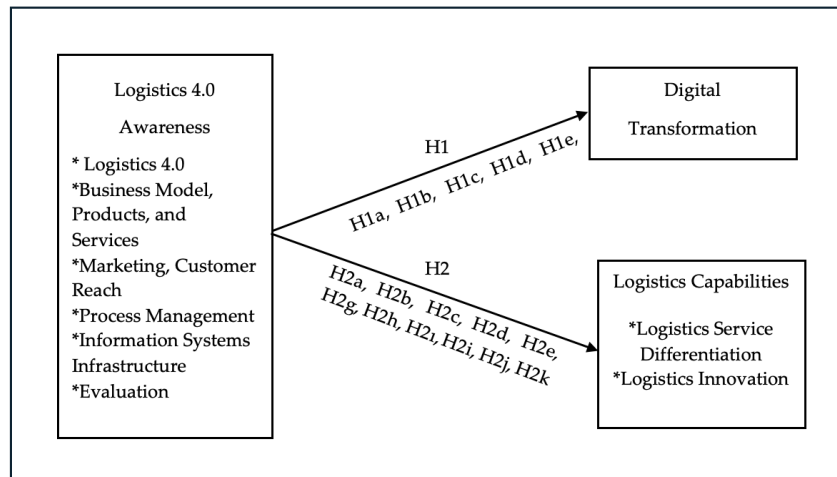 Logistics 4.0
Awareness
* Logistics 4.0
*Business Model,
Products, and
Services
*Marketing, Customer
Reach
*Process Management
*Information Systems
Infrastructure
*Evaluation
H1
H1a, H1b, H1c, H1d, H1e,
H2
H2a, H2b, H2c, H2d, H2e,
H2g, H2h, H2ı, H2i, H2j, H2k
Digital
Transformation
Logistics Capabilities
*Logistics Service
Differentiation
*Logistics Innovation